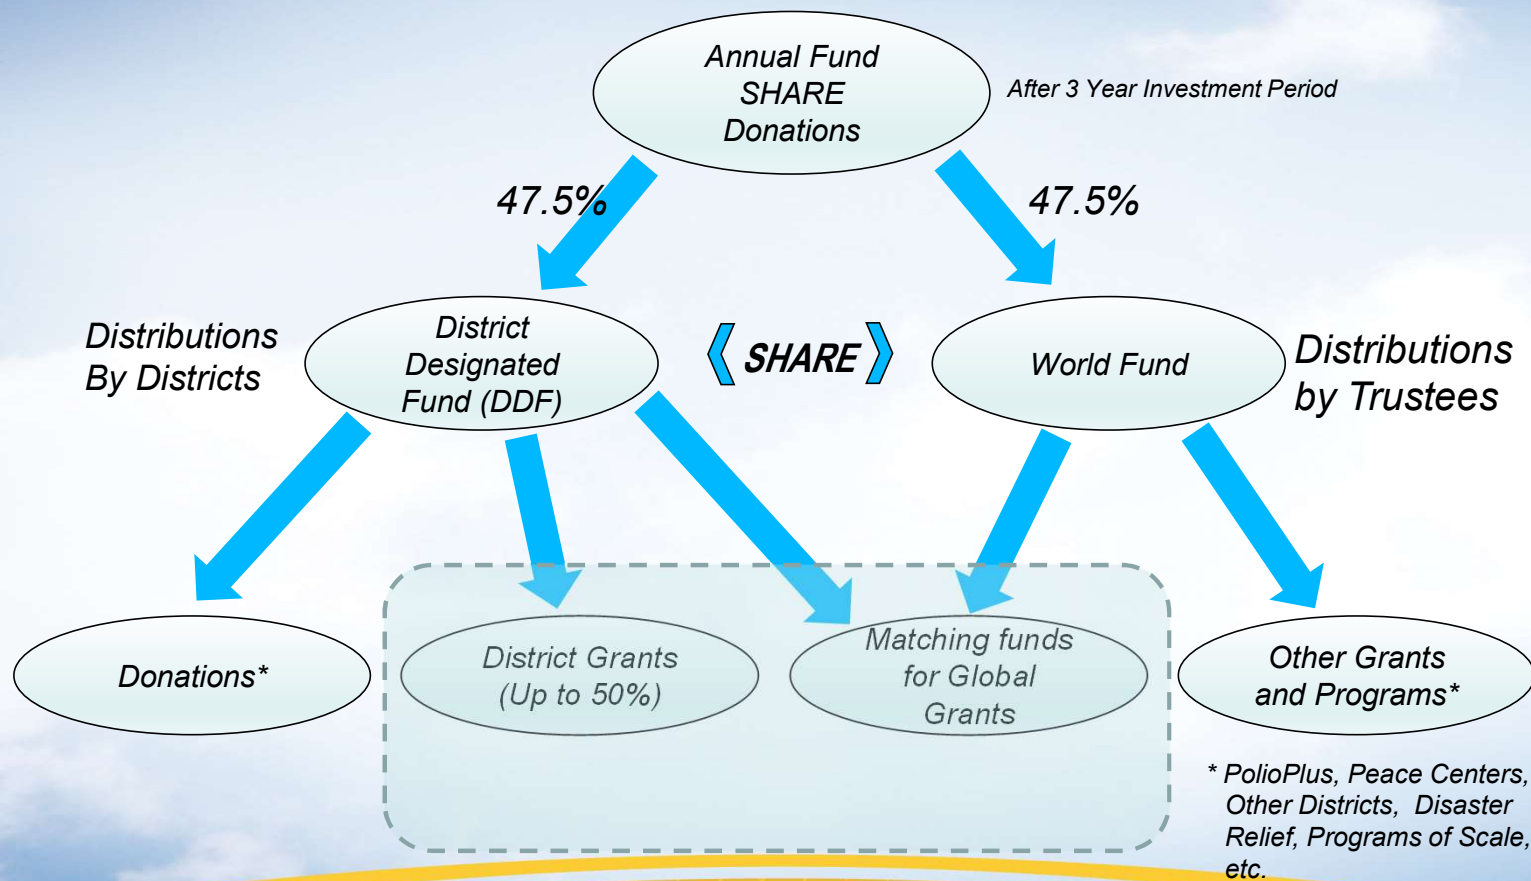 Annual Fund
SHARE
Donations
After 3 Year Investment Period
47.5%
47.5%
Distributions
By Districts
District
Designated
Fund (DDF)
SHARE
World Fund
Distributions
by Trustees
Donations*
District Grants
(Up to 50%)
Matching funds
for Global
Grants
Other Grants
and Programs*
* PolioPlus, Peace Centers,
Other Districts, Disaster
Relief, Programs of Scale,
etc.